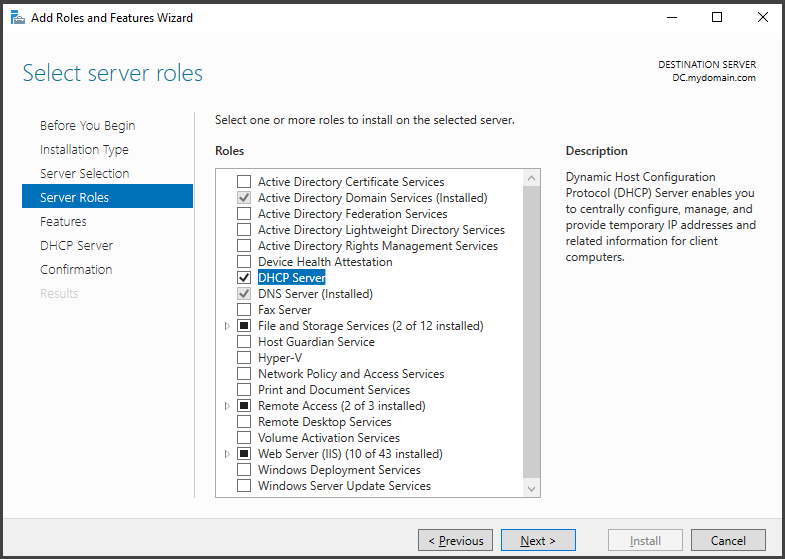 Add Roles and Features Wizard
Select server roles
DESTINATION SERVER
DC.mydomain.com
Before You Begin
Installation Type
Server Selection
Server Roles
Features
DHCP Server
Confirmation
Results
Select one or more roles to install on the selected server.
Roles
Active Directory Certificate Services
Active Directory Domain Services (Installed)
Active Directory Federation Services
Active Directory Lightweight Directory Services
Active Directory Rights Management Services
Device Health Attestation
DHCP Server
DNS Server (Installed)
Fax Server
File and Storage Services (2 of 12 installed)
Host Guardian Service
Hyper-V
Network Policy and Access Services
Print and Document Services
Remote Access (2 of 3 installed)
Remote Desktop Services
Volume Activation Services
Web Server (IIS) (10 of 43 installed)
Windows Deployment Services
Windows Server Update Services
Description
Dynamic Host Configuration
Protocol (DHCP) Server enables you
to centrally configure, manage, and
provide temporary IP addresses and
related information for client
computers.
< Previous
Next >
Install
Cancel